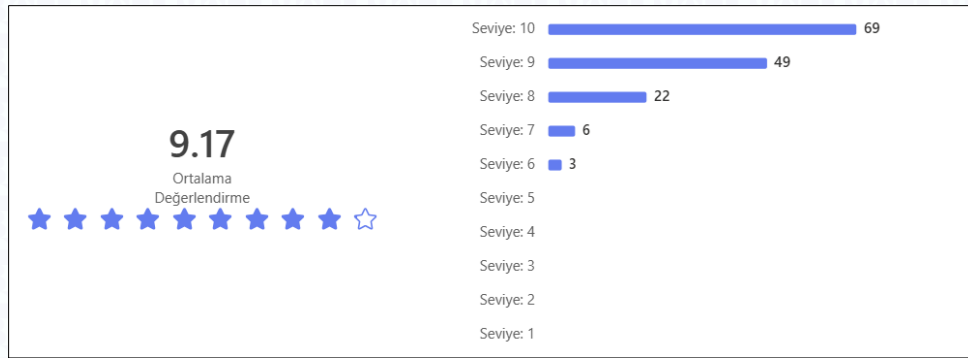 9.17
Ortalama
Değerlendirme
Seviye: 10 69
Seviye: 9 49
Seviye: 8 22
Seviye: 7 6
Seviye: 6 3
Seviye: 5
Seviye: 4
Seviye: 3
Seviye: 2
Seviye: 1